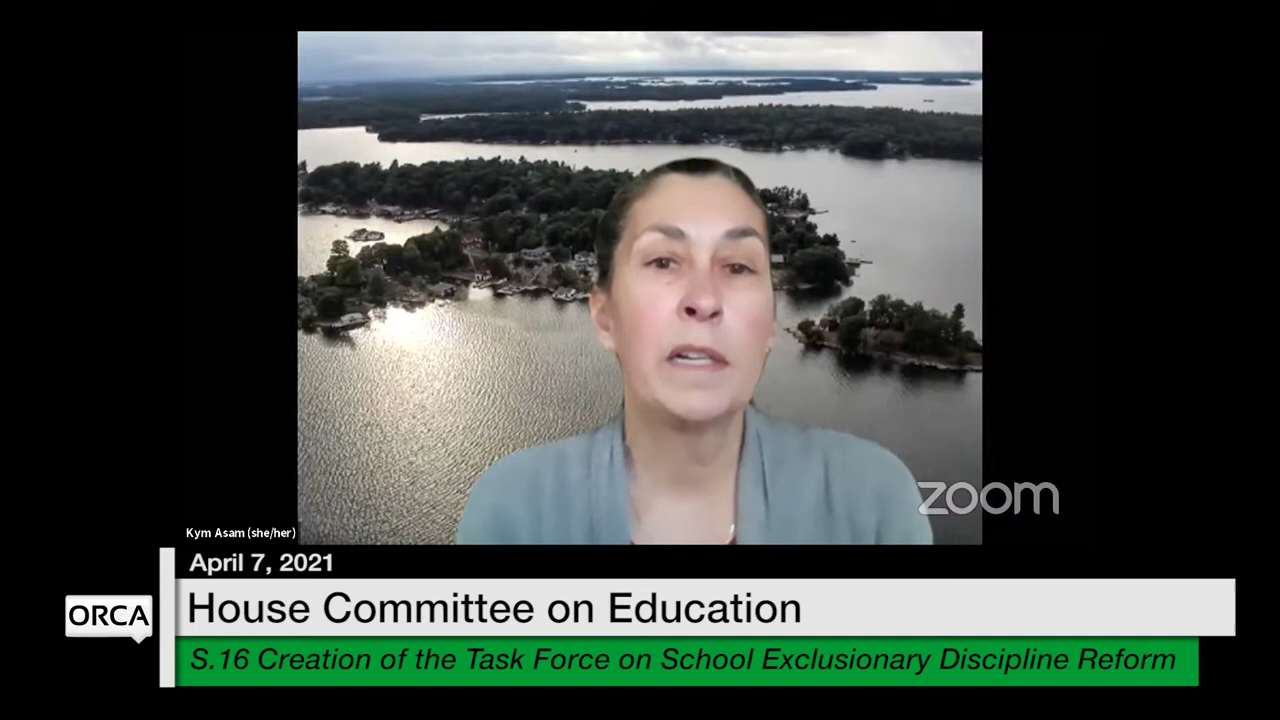 zoom
Kym Asam (she/her)
April 7, 2021
ORCA
House Committee on Education
S.16 Creation of the Task Force on School Exclusionary Discipline Reform